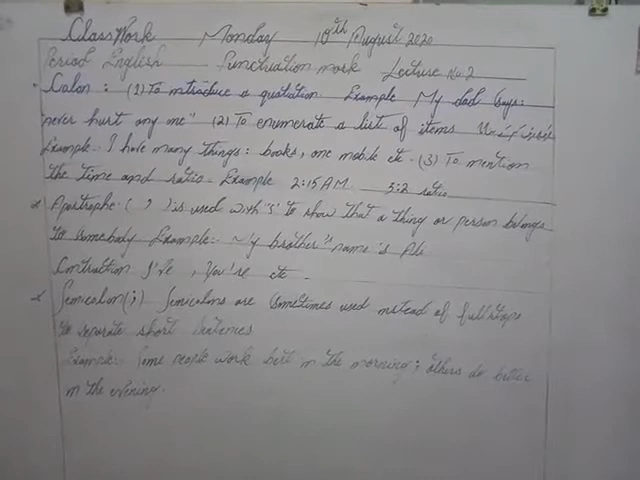 ClassWork Monday 10th August 2020
Period English Punctuation mark Lecture No:2
Colon : (1) To introduce a quotation. Example My dad says:
"never hurt any me" (2) To enumerate a list of items
Example. I have many things: books, one mobile etc. (3) To mention
the time and ratio. Example 2:15 AM. 5:2 ratio
Apostrophe ( ' ) is used with 's' to show that a thing or person belongs
to somebody Example:- My brother's name's Ali
Contruction I've, You're etc.
Semicolon(;) Semicolons are sometimes used instead of full stops
to separate short sentences
Example: Some people work best in the morning; others do better
in the evening.